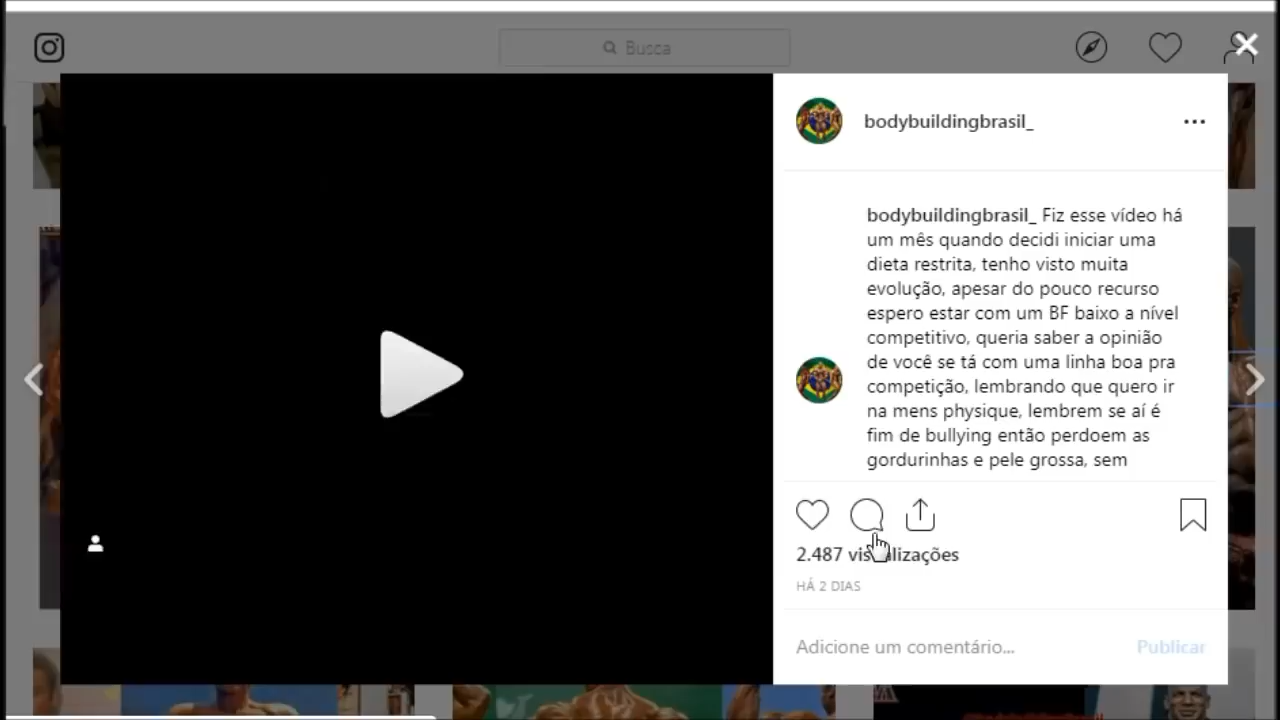 Busca
bodybuildingbrasil_
bodybuildingbrasil_ Fiz esse vídeo há
um mês quando decidi iniciar uma
dieta restrita, tenho visto muita
evolução, apesar do pouco recurso
espero estar com um BF baixo a nível
competitivo, queria saber a opinião
de você se tá com uma linha boa pra
competição, lembrando que quero ir
na mens physique, lembrem se aí é
fim de bullying então perdoem as
gordurinhas e pele grossa, sem
2.487 visualizações
HÁ 2 DIAS
Adicione um comentário... Publicar